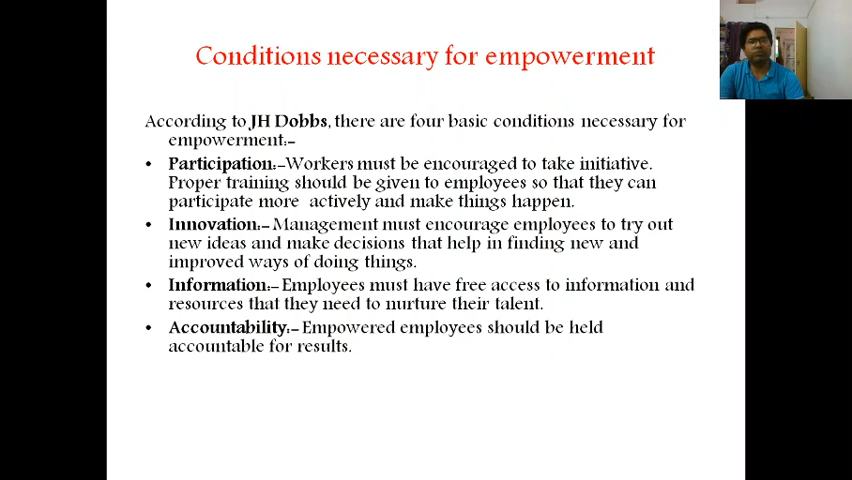 Conditions necessary for empowerment
According to JH Dobbs, there are four basic conditions necessary for
empowerment:-
• Participation:-Workers must be encouraged to take initiative.
Proper training should be given to employees so that they can
participate more actively and make things happen.
• Innovation:- Management must encourage employees to try out
new ideas and make decisions that help in finding new and
improved ways of doing things.
• Information:- Employees must have free access to information and
resources that they need to nurture their talent.
• Accountability:- Empowered employees should be held
accountable for results.